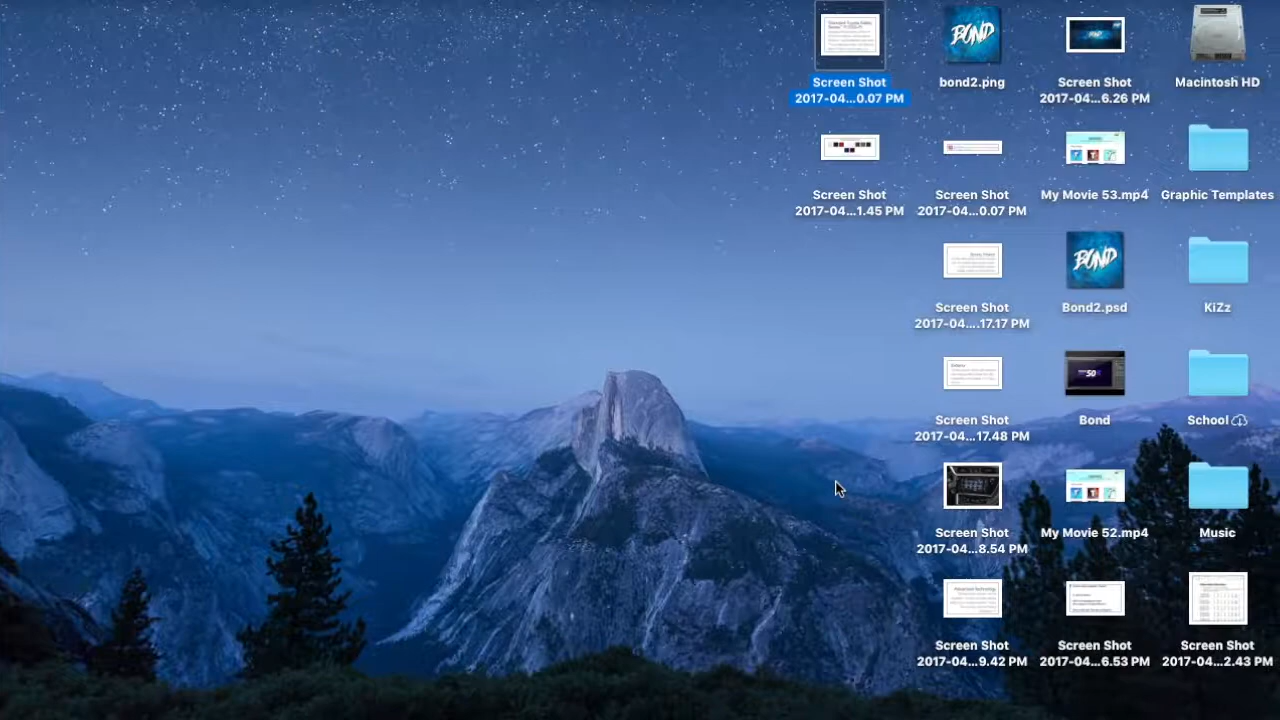 Screen Shot
2017-04...0.07 PM
bond2.png
Screen Shot
2017-04...6.26 PM
Macintosh HD
Screen Shot
2017-04...1.45 PM
Screen Shot
2017-04...0.07 PM
My Movie 53.mp4
Graphic Templates
Screen Shot
2017-04....17.17 PM
Bond2.psd
KiZz
Screen Shot
2017-04...17.48 PM
Bond
School
Screen Shot
2017-04...8.54 PM
My Movie 52.mp4
Music
Screen Shot
2017-04...9.42 PM
Screen Shot
2017-04...6.53 PM
Screen Shot
2017-04...2.43 PM
BOND
BOND